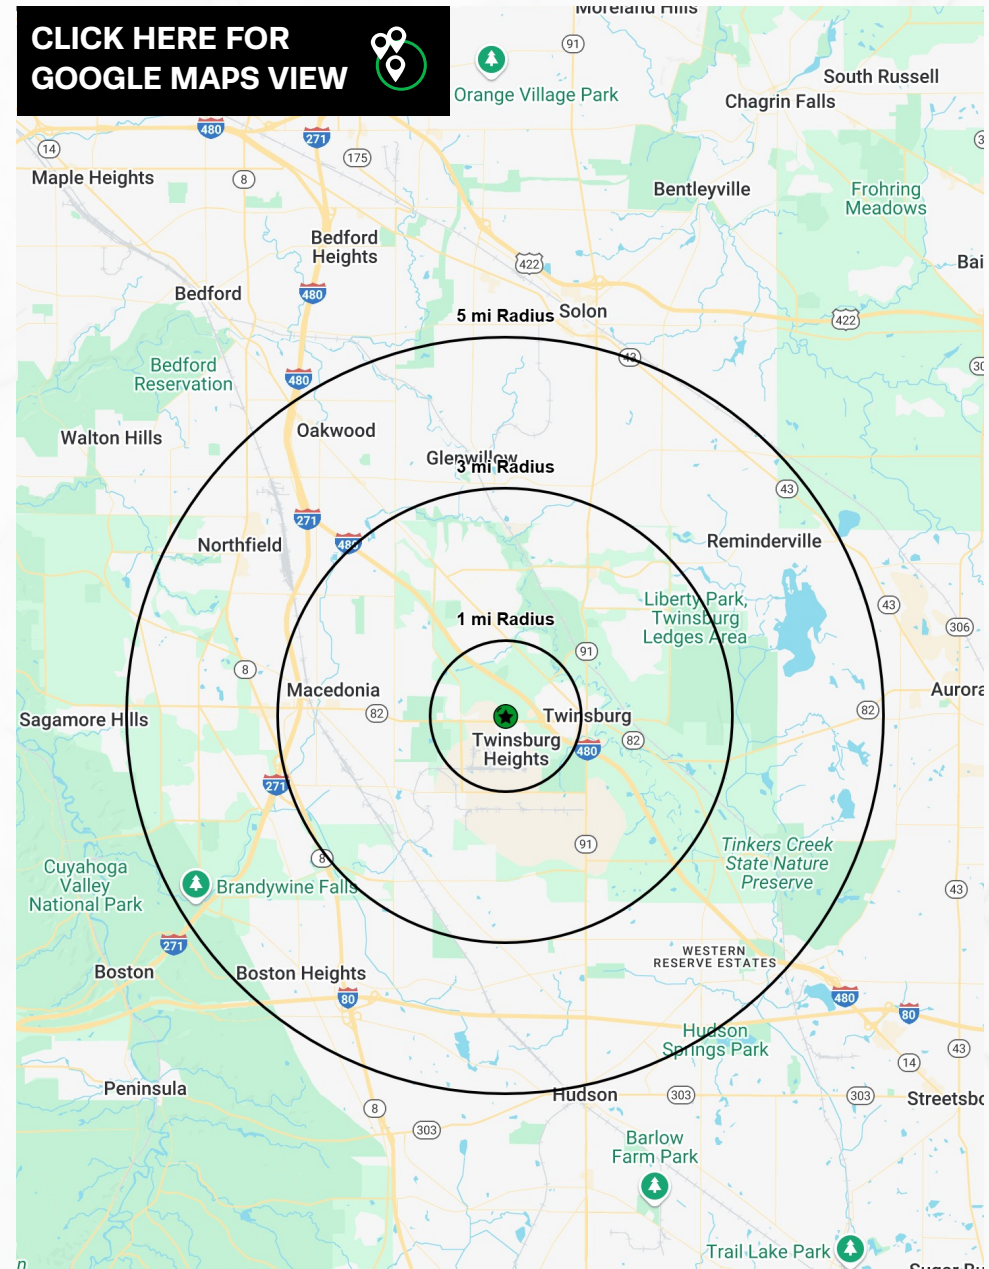 Moreland Hills
CLICK HERE FOR
GOOGLE MAPS VIEW
91
Orange Village Park
South Russell
Chagrin Falls
480
271
14
175
8
Maple Heights
Bentleyville
Frohring
Meadows
Bedford
Heights
422
Bai
480
Bedford
5 mi Radius
Solon
422
43
Bedford
Reservation
480
Oakwood
Walton Hills
Glenwillow
3 mi Radius
43
271
480
Northfield
Reminderville
Liberty Park,
Twinsburg
Ledges Area
43
306
1 mi Radius
91
8
Macedonia
82
Aurora
Sagamore Hills
82
Twinsburg
82
480
Twinsburg
Heights
271
91
8
Tinkers Creek
State Nature
Preserve
Cuyahoga
Valley
National Park
Brandywine Falls
43
271
WESTERN
RESERVE ESTATES
Boston
Boston Heights
80
480
80
Hudson
Springs Park
43
14
Peninsula
Hudson
303
303
Streetsbo
8
303
Barlow
Farm Park
Trail Lake Park